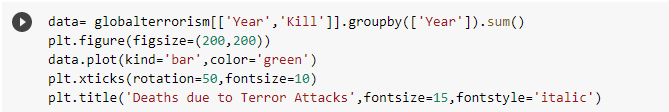 data= globalterrorism[['Year','Kill']].groupby(['Year']).sum()
plt.figure(figsize=(200,200))
data.plot(kind='bar',color='green')
plt.xticks(rotation=50,fontsize=10)
plt.title('Deaths due to Terror Attacks',fontsize=15,fontstyle='italic')